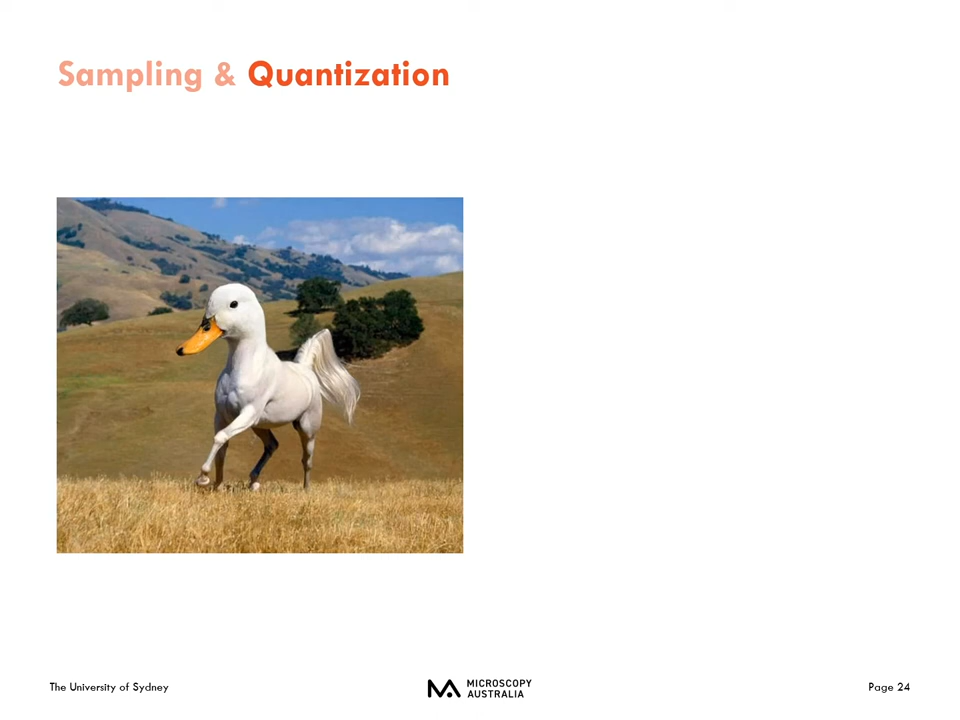 Sampling & Quantization
The University of Sydney
MICROSCOPY
AUSTRALIA
Page 24